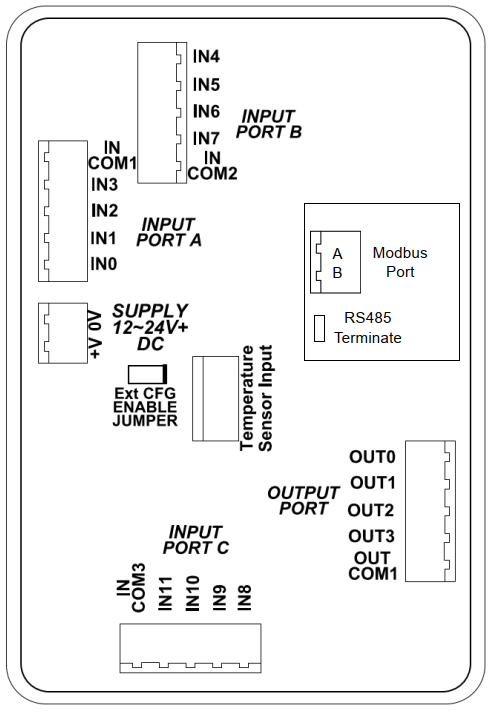 IN4
IN5
IN6
IN7
IN
COM2
INPUT
PORT B
IN
COM1
IN3
IN2
IN1
IN0
INPUT
PORT A
A
B
Modbus
Port
RS485
Terminate
+V 0V
SUPPLY
12~24V+
DC
Ext CFG
ENABLE
JUMPER
Temperature
Sensor Input
OUT0
OUT1
OUT2
OUT3
OUT
COM1
OUTPUT
PORT
INPUT
PORT C
IN
COM3
IN11
IN10
IN9
IN8